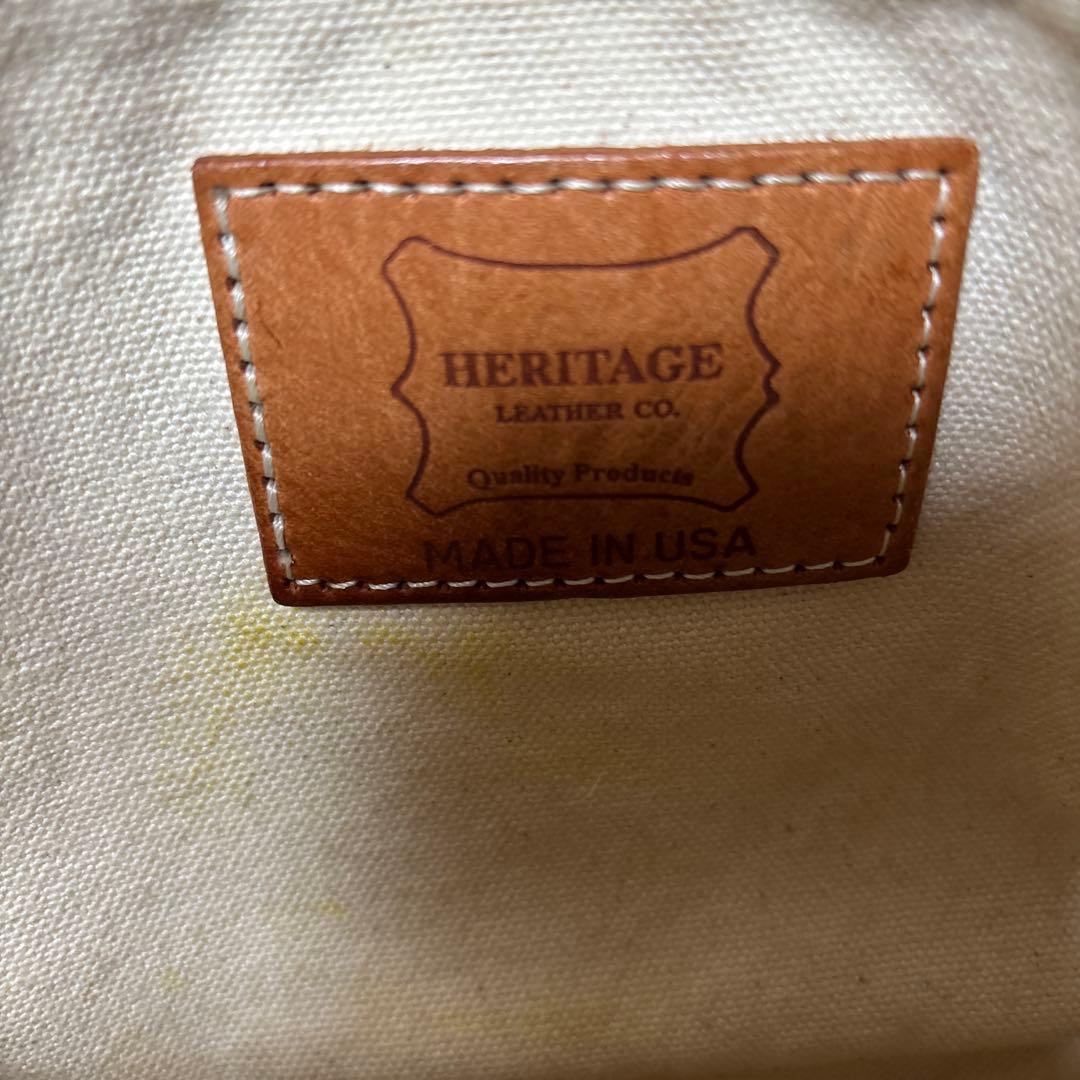 HERITAGE
LEATHER CO.
Quality Products
MADE IN USA